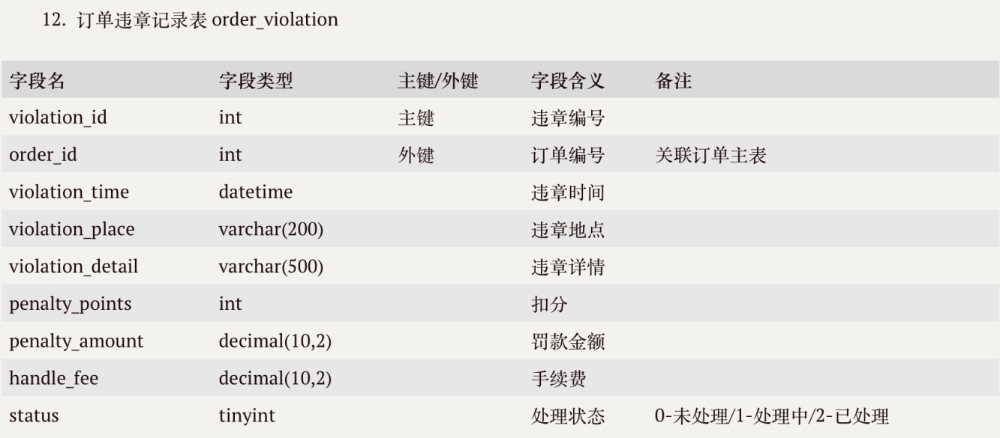 12. 订单违章记录表 order_violation
字段名 字段类型 主键/外键 字段含义 备注
violation_id int 主键 违章编号
order_id int 外键 订单编号 关联订单主表
violation_time datetime 违章时间
violation_place varchar(200) 违章地点
violation_detail varchar(500) 违章详情
penalty_points int 扣分
penalty_amount decimal(10,2) 罚款金额
handle_fee decimal(10,2) 手续费
status tinyint 处理状态 0-未处理/1-处理中/2-已处理